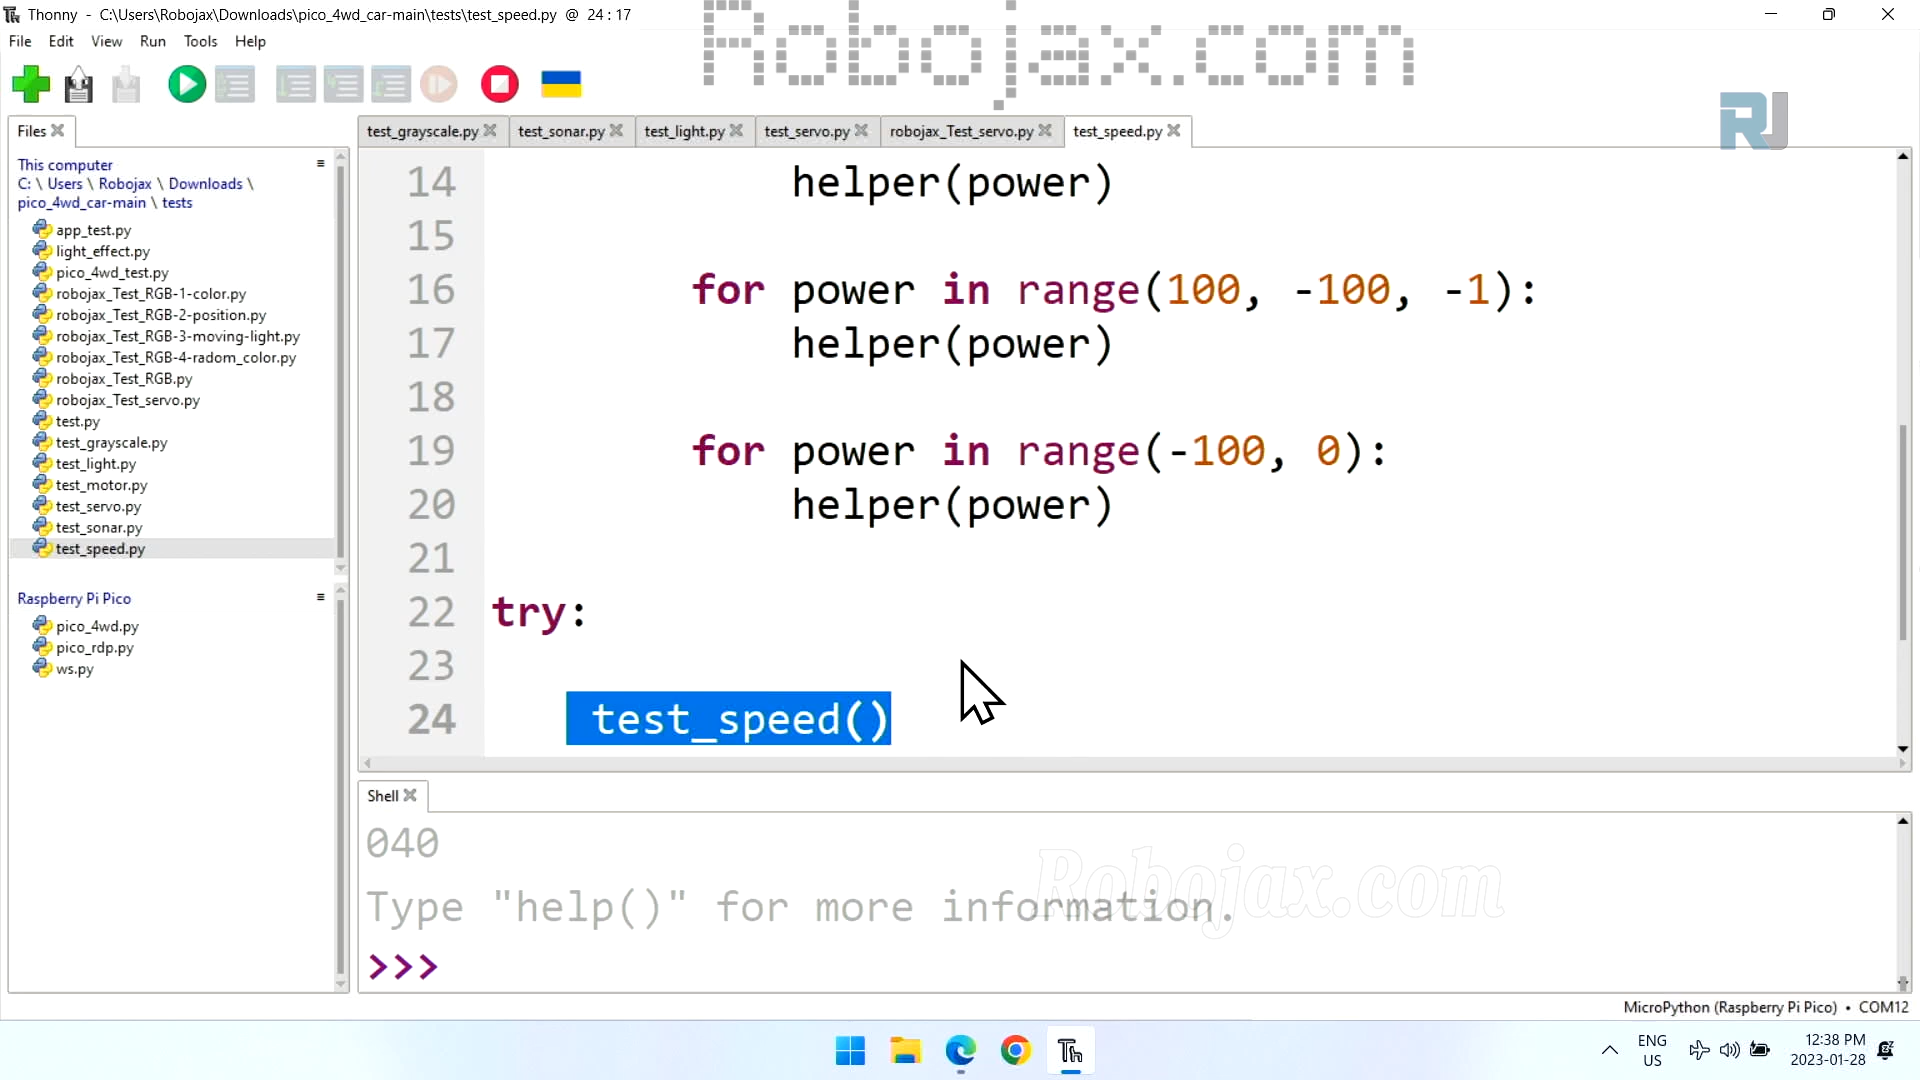 Thonny - C:\Users\Robojax\Downloads\pico_4wd_car-main\tests\test_speed.py @ 24 : 17
File Edit View Run Tools Help
Robojax.com
RJ
Files
test_grayscale.py test_sonar.py test_light.py test_servo.py robojax_Test_servo.py test_speed.py
This computer
C: \ Users \ Robojax \ Downloads \
pico_4wd_car-main \ tests
app_test.py
light_effect.py
pico_4wd_test.py
robojax_Test_RGB-1-color.py
robojax_Test_RGB-2-position.py
robojax_Test_RGB-3-moving-light.py
robojax_Test_RGB-4-radom_color.py
robojax_Test_RGB.py
robojax_Test_servo.py
test.py
test_grayscale.py
test_light.py
test_motor.py
test_servo.py
test_sonar.py
test_speed.py
Raspberry Pi Pico
pico_4wd.py
pico_rdp.py
ws.py
14 helper(power)
15
16 for power in range(100, -100, -1):
17 helper(power)
18
19 for power in range(-100, 0):
20 helper(power)
21
22 try:
23
24 test_speed()
Shell
040
Type "help()" for more information.
>>>
Robojax.com
MicroPython (Raspberry Pi Pico) • COM12
Th
ENG
US
12:38 PM
2023-01-28